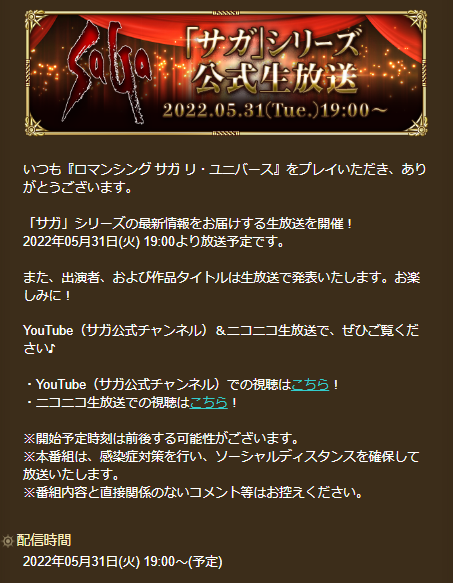 SaGa
「サガ」シリーズ
公式生放送
2022.05.31(Tue.)19:00～
いつも『ロマンシング サガ リ・ユニバース』をプレイいただき、あり
がとうございます。
「サガ」シリーズの最新情報をお届けする生放送を開催！
2022年05月31日(火) 19:00より放送予定です。
また、出演者、および作品タイトルは生放送で発表いたします。お楽
しみに！
YouTube（サガ公式チャンネル）＆ニコニコ生放送で、ぜひご覧くだ
さい♪
・YouTube（サガ公式チャンネル）での視聴はこちら！
・ニコニコ生放送での視聴はこちら！
※開始予定時刻は前後する可能性がございます。
※本番組は、感染症対策を行い、ソーシャルディスタンスを確保して
放送いたします。
※番組内容と直接関係のないコメント等はお控えください。
配信時間
2022年05月31日(火) 19:00～(予定)